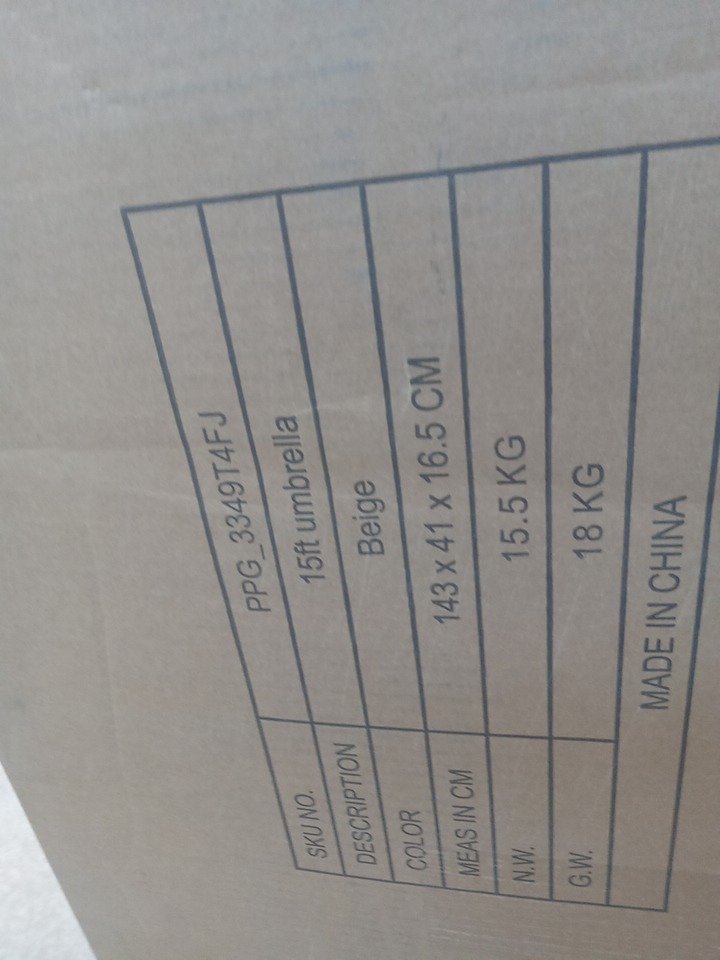 SKU NO. PPG_3349T4FJ
DESCRIPTION 15ft umbrella
COLOR Beige
MEAS IN CM 143 x 41 x 16.5 CM
N.W. 15.5 KG
G.W. 18 KG
MADE IN CHINA